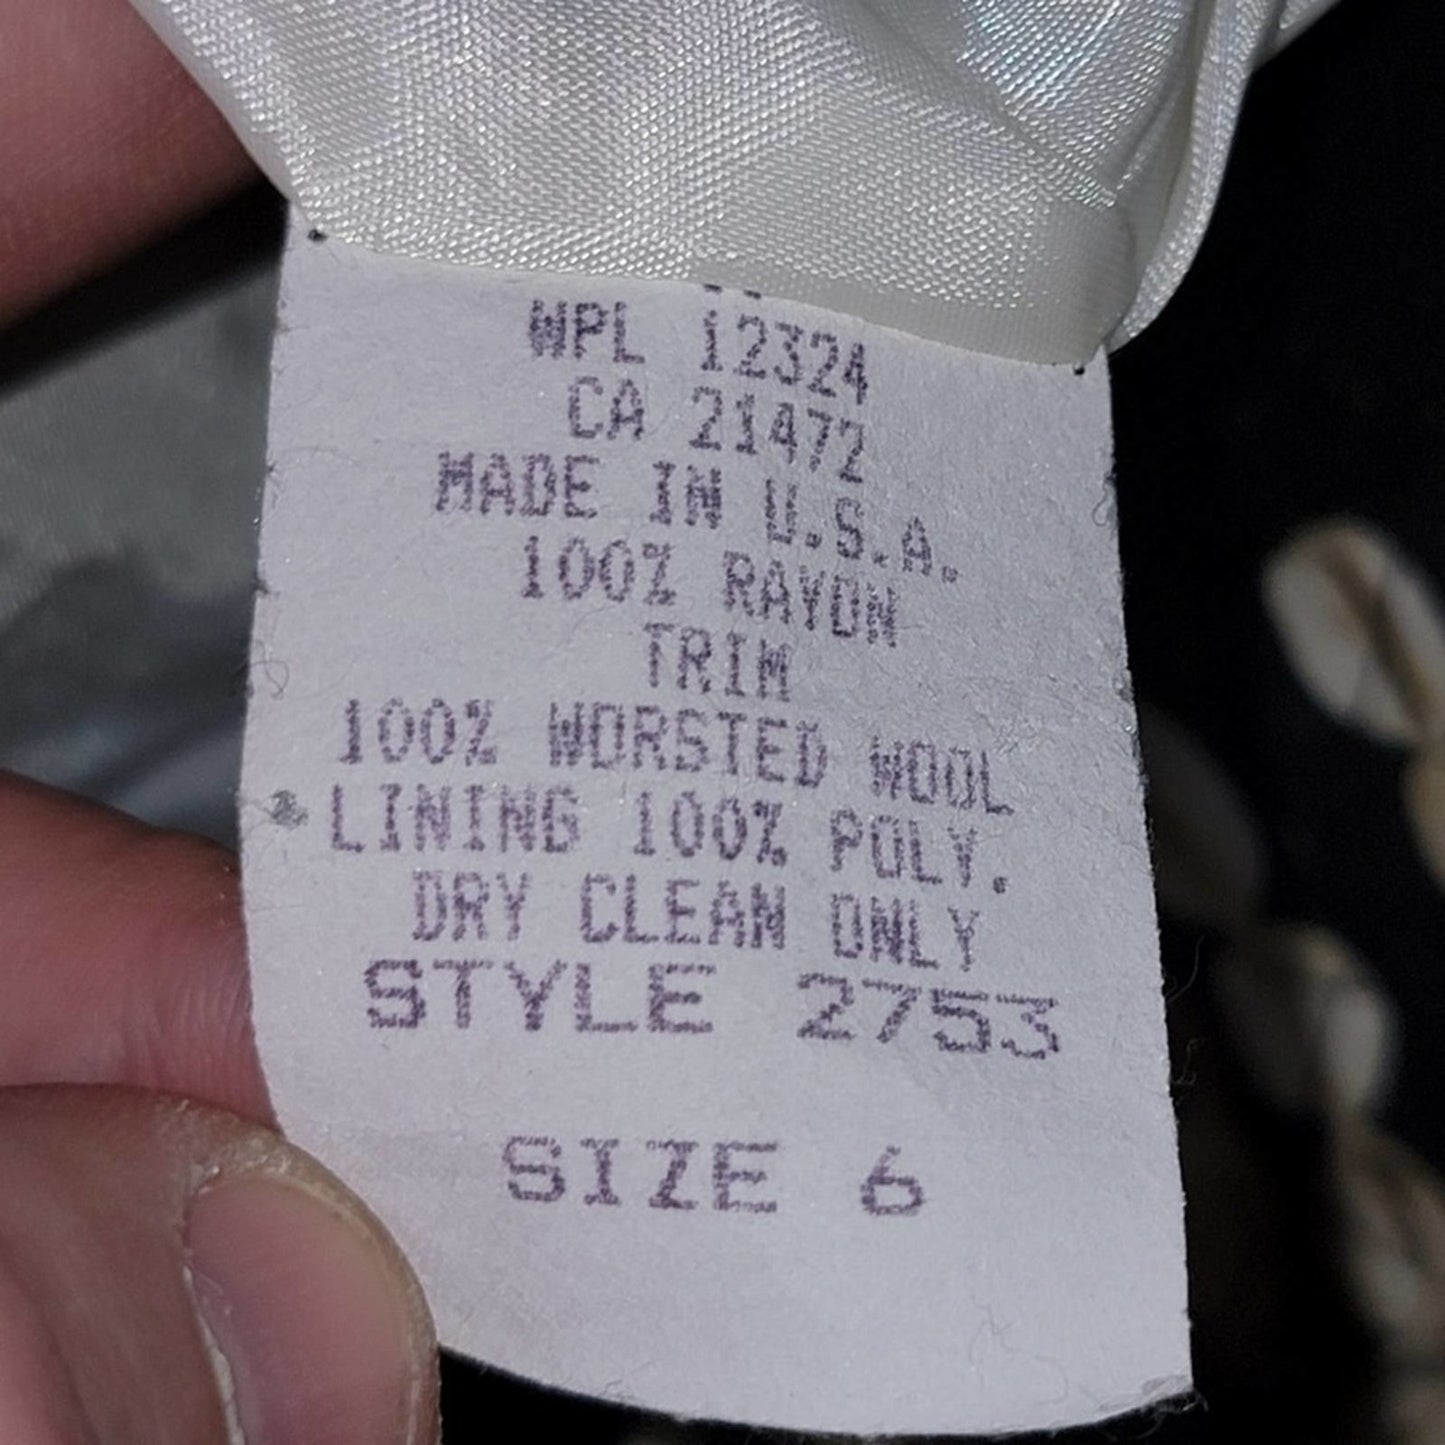 WPL 12324
CA 21472
MADE IN U.S.A.
100% RAYON
TRIM
100% WORSTED WOOL
LINING 100% POLY.
DRY CLEAN ONLY
STYLE 2753
SIZE 6